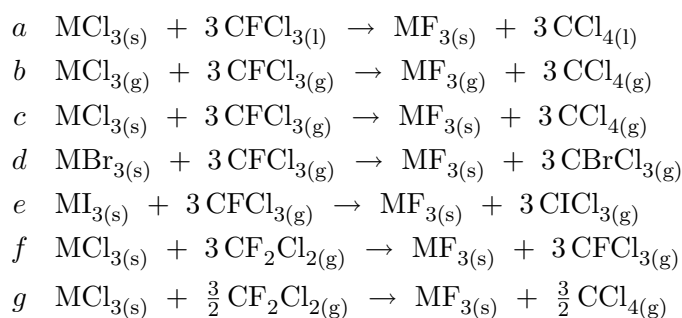 a MCl₃₍ₛ₎ + 3 CFCl₃₍ₗ₎ → MF₃₍ₛ₎ + 3 CCl₄₍ₗ₎
b MCl₃₍g₎ + 3 CFCl₃₍g₎ → MF₃₍g₎ + 3 CCl₄₍g₎
c MCl₃₍ₛ₎ + 3 CFCl₃₍g₎ → MF₃₍ₛ₎ + 3 CCl₄₍g₎
d MBr₃₍ₛ₎ + 3 CFCl₃₍g₎ → MF₃₍ₛ₎ + 3 CBrCl₃₍g₎
e MI₃₍ₛ₎ + 3 CFCl₃₍g₎ → MF₃₍ₛ₎ + 3 CICl₃₍g₎
f MCl₃₍ₛ₎ + 3 CF₂Cl₂₍g₎ → MF₃₍ₛ₎ + 3 CFCl₃₍g₎
g MCl₃₍ₛ₎ + 3/2 CF₂Cl₂₍g₎ → MF₃₍ₛ₎ + 3/2 CCl₄₍g₎